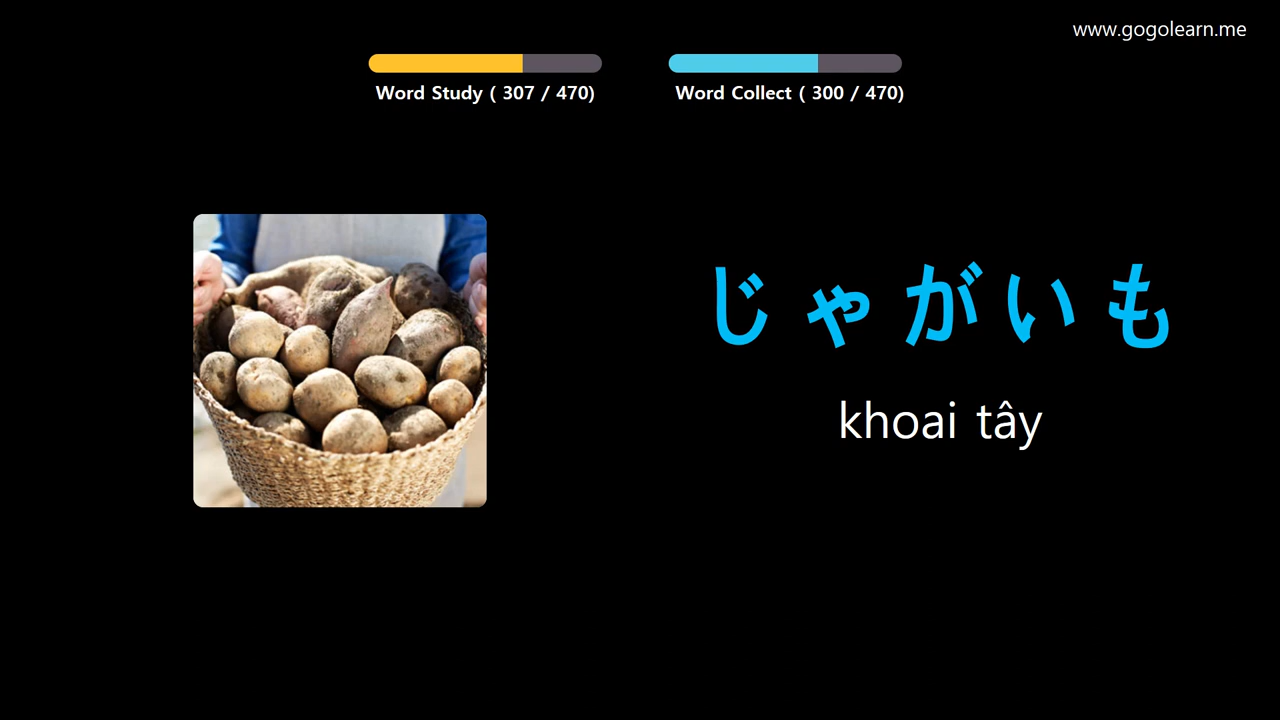 www.gogolearn.me
Word Study ( 307 / 470)
Word Collect ( 300 / 470)
じゃがいも
khoai tây